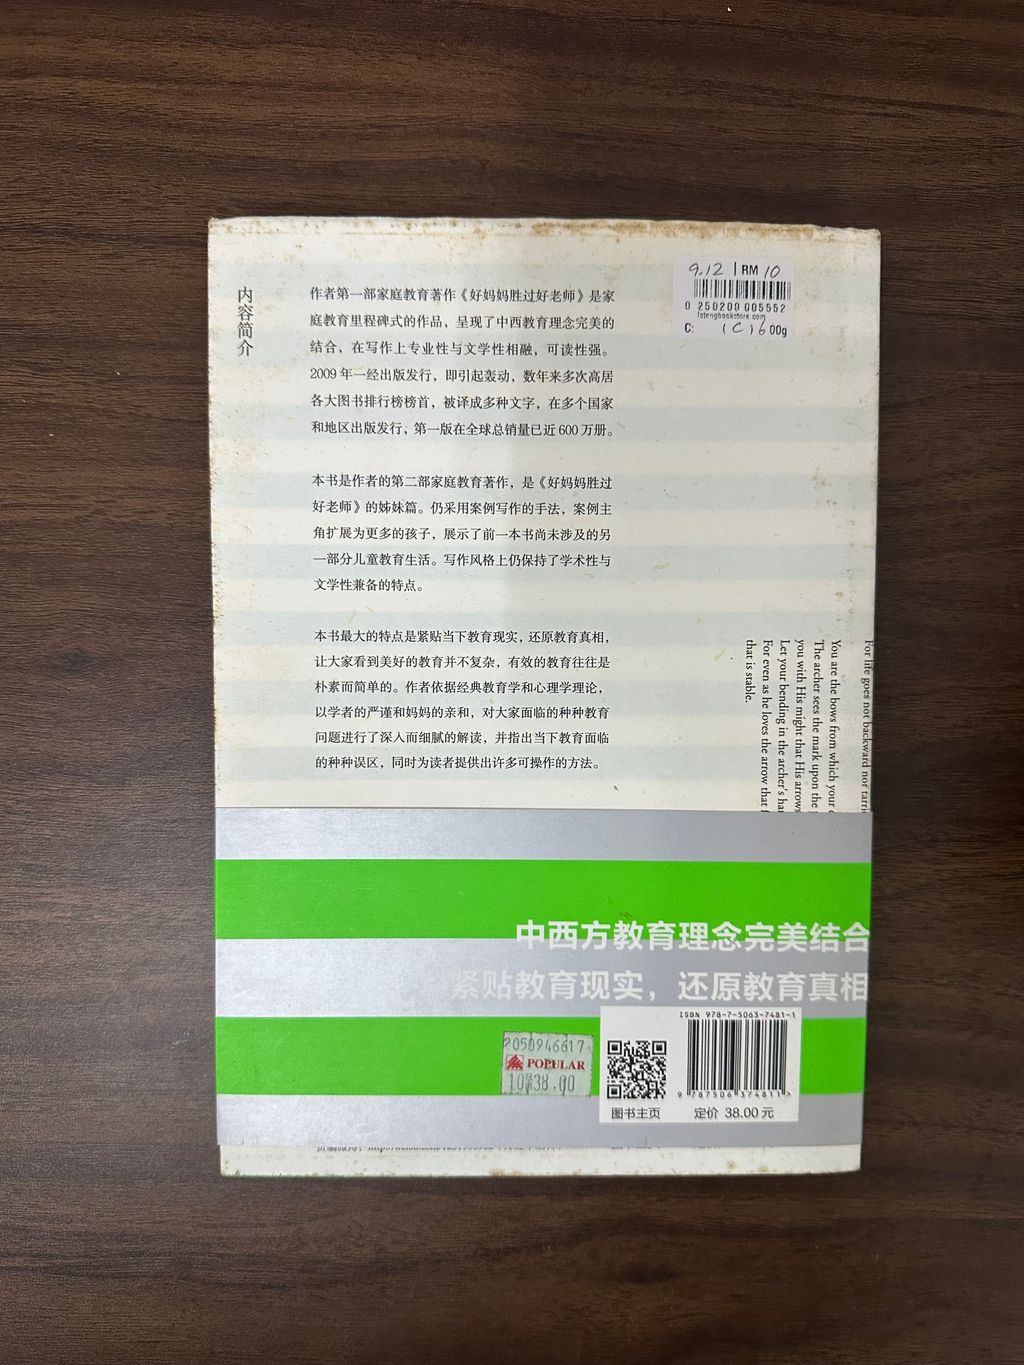 内容简介
作者第一部家庭教育著作《好妈妈胜过好老师》是家
庭教育里程碑式的作品，呈现了中西教育理念完美的
结合，在写作上专业性与文学性相融，可读性强。
2009 年一经出版发行，即引起轰动，数年来多次高居
各大图书排行榜榜首，被译成多种文字，在多个国家
和地区出版发行，第一版在全球总销量已近 600 万册。
本书是作者的第二部家庭教育著作，是《好妈妈胜过
好老师》的姊妹篇。仍采用案例写作的手法，案例主
角扩展为更多的孩子，展示了前一本书尚未涉及的另
一部分儿童教育生活。写作风格上仍保持了学术性与
文学性兼备的特点。
本书最大的特点是紧贴当下教育现实，还原教育真相，
让大家看到美好的教育并不复杂，有效的教育往往是
朴素而简单的。作者依据经典教育学和心理学理论，
以学者的严谨和妈妈的亲和，对大家面临的种种教育
问题进行了深入而细腻的解读，并指出当下教育面临
的种种误区，同时为读者提供出许多可操作的方法。
9.12 | RM 10
0 250200 005552
lotengbookstore.com
C: 1C1600g
For life goes not backward nor
You are the bows from which your
The archer sees the mark upon the
you with His might that His arrows
Let your bending in the archer's
For even as he loves the arrow that
that is stable.
中西方教育理念完美结合
紧贴教育现实，还原教育真相
ISBN 978-7-5063-7481-1
9 787506 374811 >
图书主页
定价 38.00 元
2050946617
POPULAR
38.00